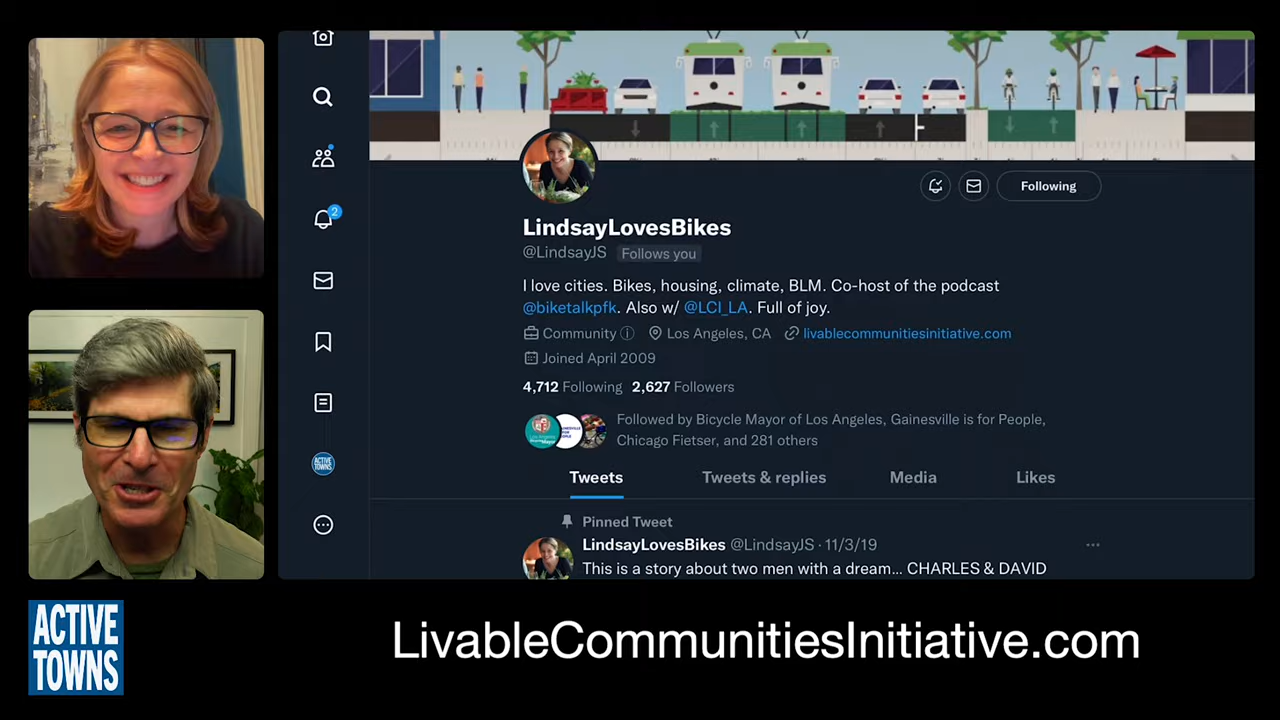 2
Following
LindsayLovesBikes
@LindsayJS Follows you
I love cities. Bikes, housing, climate, BLM. Co-host of the podcast
@biketalkpfk. Also w/ @LCI_LA. Full of joy.
Community Los Angeles, CA livablecommunitiesinitiative.com
Joined April 2009
4,712 Following 2,627 Followers
Followed by Bicycle Mayor of Los Angeles, Gainesville is for People,
Chicago Fietser, and 281 others
Tweets Tweets & replies Media Likes
ACTIVE
TOWNS
Pinned Tweet
LindsayLovesBikes @LindsayJS · 11/3/19
This is a story about two men with a dream... CHARLES & DAVID
ACTIVE
TOWNS
LivableCommunitiesInitiative.com